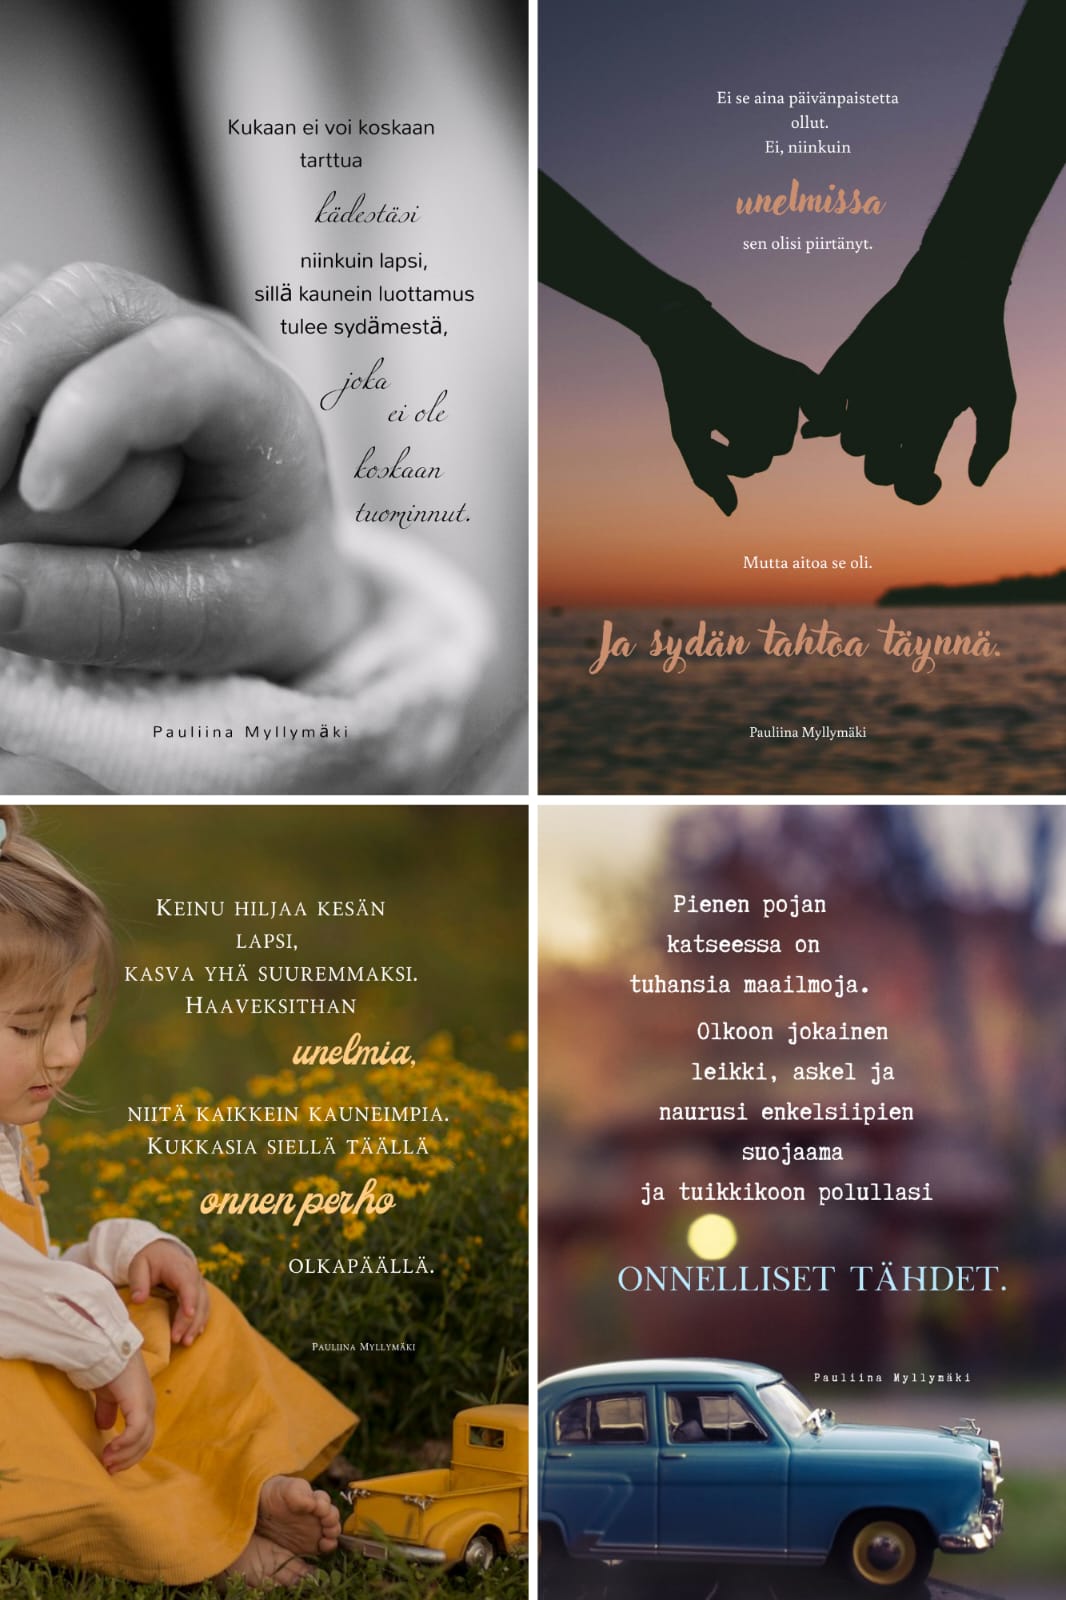 Kukaan ei voi koskaan
tarttua
kädestäsi
niinkuin lapsi,
sillä kaunein luottamus
tulee sydämestä,
joka
ei ole
koskaan
tuominnut.
Pauliina Myllymäki
Ei se aina päivänpaistetta
ollut.
Ei, niinkuin
unelmissa
sen olisi piirtänyt.
Mutta aitoa se oli.
Ja sydän tahtoa täynnä.
Pauliina Myllymäki
Keinu hiljaa kesän
lapsi,
kasva yhä suuremmaksi.
Haaveksithan
unelmia,
niitä kaikkein kauneimpia.
Kukkasia siellä täällä
onnen perho
olkapäällä.
Pauliina Myllymäki
Pienen pojan
katseessa on
tuhansia maailmoja.
Olkoon jokainen
leikki, askel ja
naurusi enkelsiipien
suojaama
ja tuikkikoon polullasi
ONNELLISET TÄHDET.
Pauliina Myllymäki